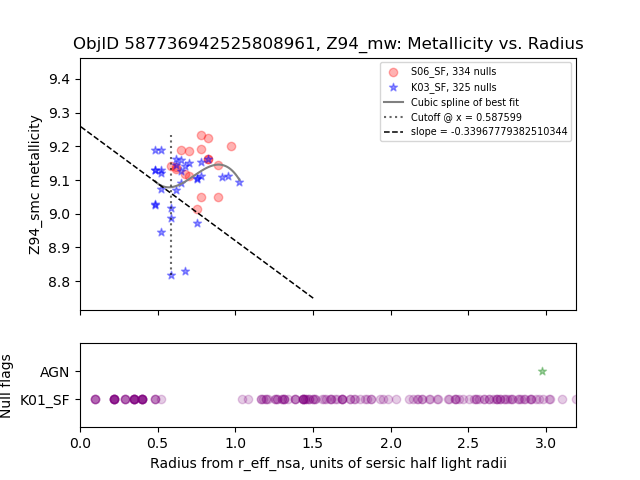 ObjID 587736942525808961, Z94_mw: Metallicity vs. Radius
Z94_smc metallicity
9.4
9.3
9.2
9.1
9.0
8.9
8.8
S06_SF, 334 nulls
K03_SF, 325 nulls
Cubic spline of best fit
Cutoff @ x = 0.587599
slope = -0.33967779382510344
Null flags
AGN
K01_SF
0.0
0.5
1.0
1.5
2.0
2.5
3.0
Radius from r_eff_nsa, units of sersic half light radii